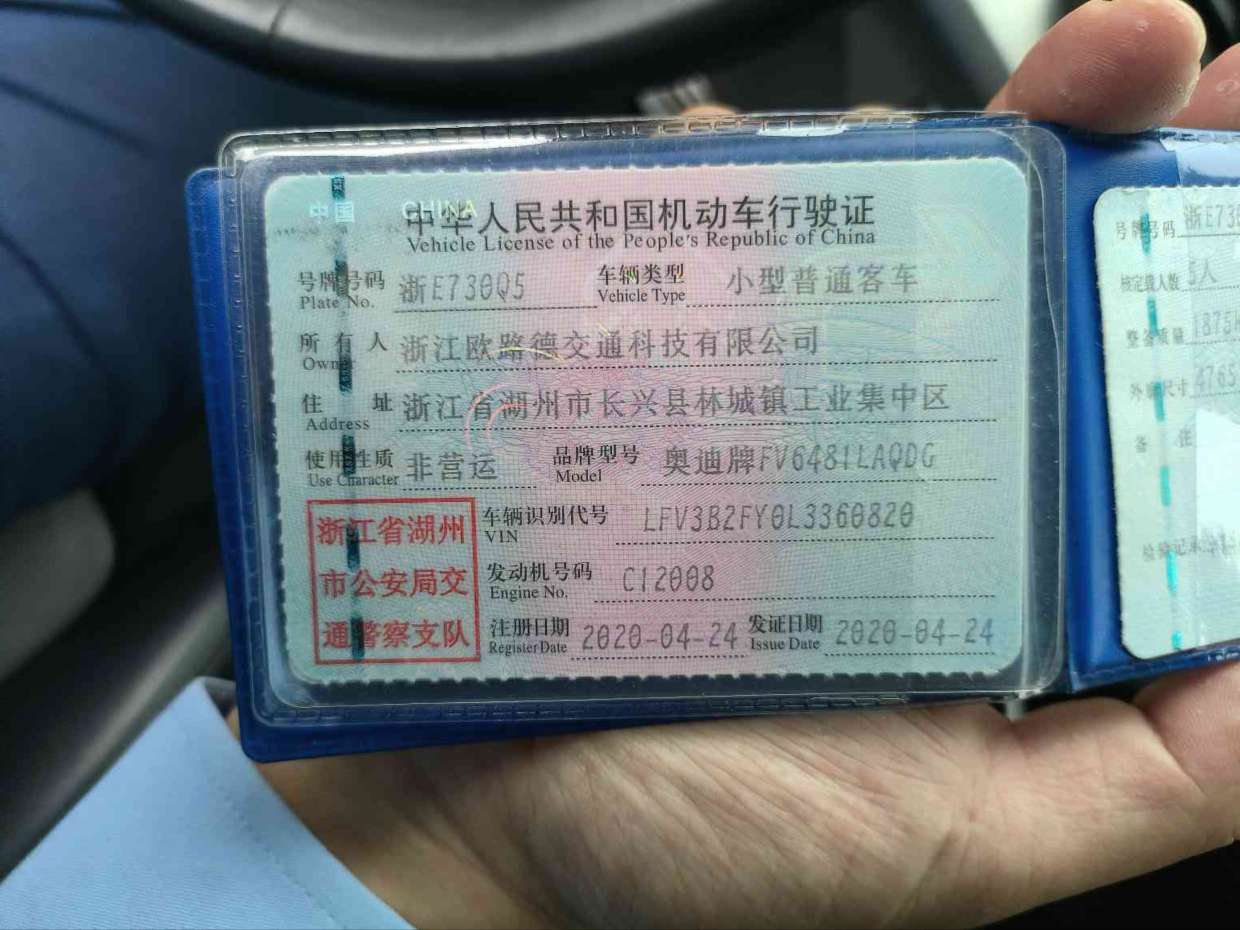 中国 CHINA
中华人民共和国机动车行驶证
Vehicle License of the People's Republic of China
号牌号码 浙E730Q5 车辆类型 小型普通客车
Plate No. Vehicle Type
所有人 浙江欧路德交通科技有限公司
Owner
住址 浙江省湖州市长兴县林城镇工业集中区
Address
使用性质 非营运 品牌型号 奥迪牌FV6481LAQDG
Use Character Model
浙江省湖州
市公安局交
通警察支队
车辆识别代号 LFV3B2FY0L3360820
VIN
发动机号码 C12008
Engine No.
注册日期 2020-04-24 发证日期 2020-04-24
Register Date Issue Date
号牌号码 浙E730
核定载人数 5人
整备质量 1875
外廓尺寸 4765
备注
检验记录